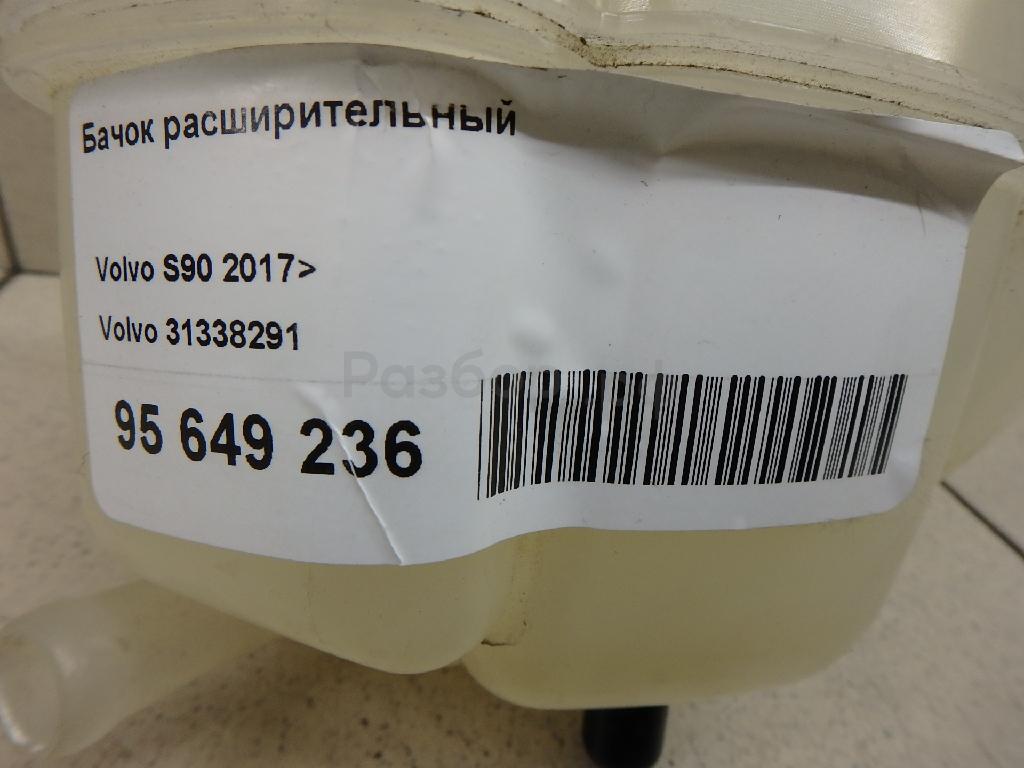 Бачок расширительный
Volvo S90 2017>
Volvo 31338291
95 649 236